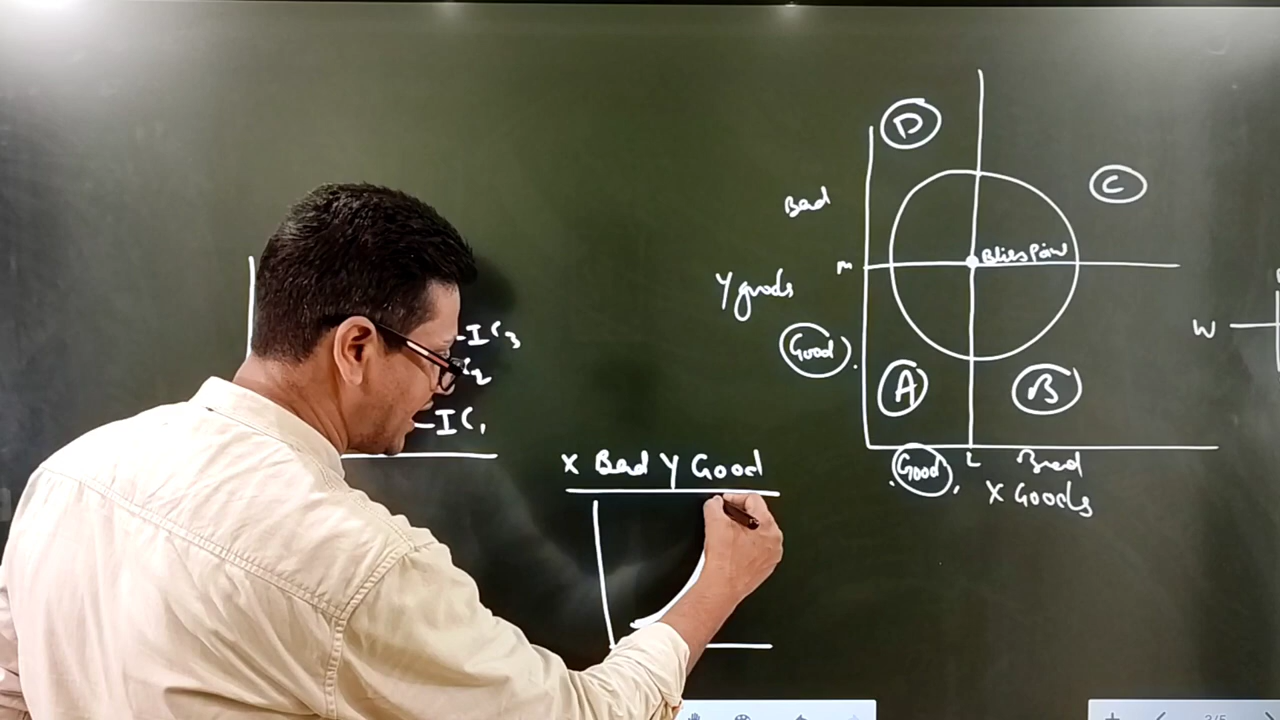 IC3
IC1
X Bad Y Good
D
C
Bad
M
Bliss Point
Y goods
Good
A
B
Good
L
Bad
X Goods
W